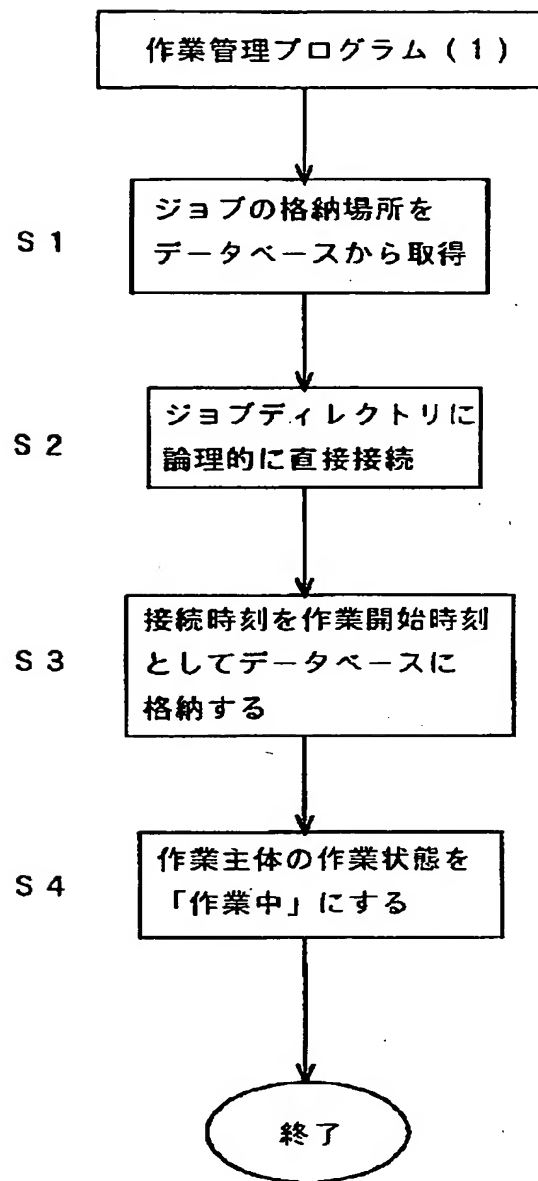 作業管理プログラム(1)
S1
ジョブの格納場所を
データベースから取得
S2
ジョブディレクトリに
論理的に直接接続
S3
接続時刻を作業開始時刻
としてデータベースに
格納する
S4
作業主体の作業状態を
「作業中」にする
終了